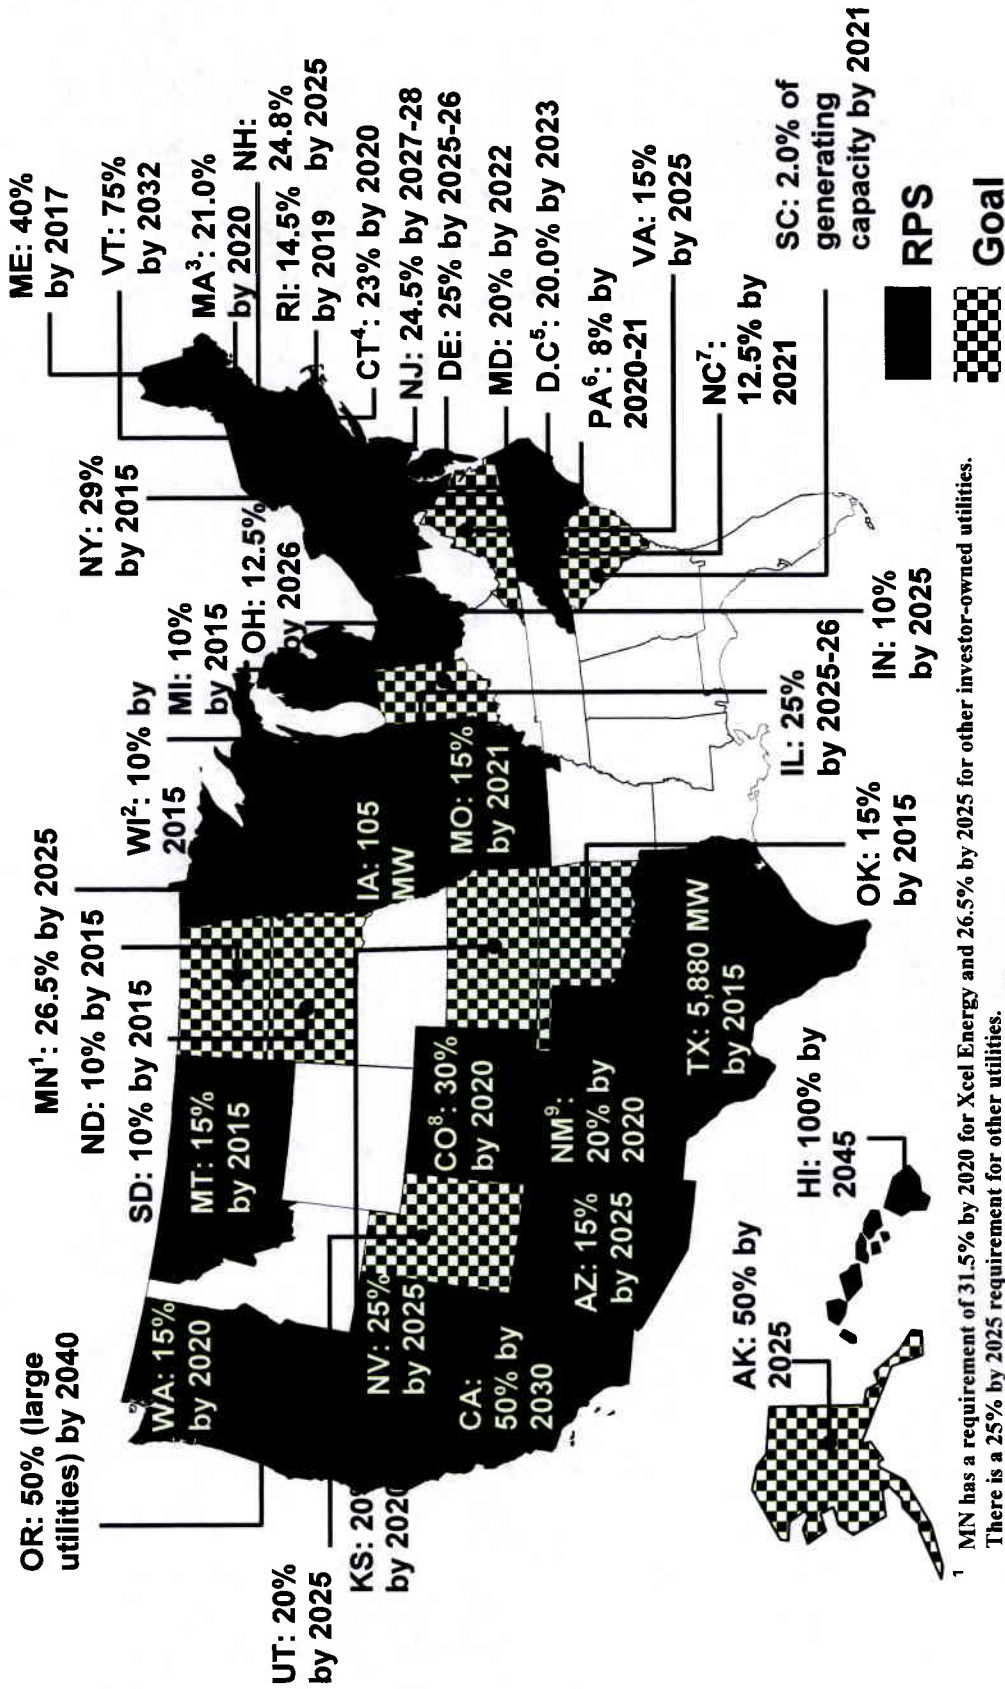 ME: 40%
by 2017
VT: 75%
by 2032
MA³: 21.0%
by 2020
NH:
24.8%
by 2025
RI: 14.5%
by 2019
CT⁴: 23% by 2020
NJ: 24.5% by 2027-28
DE: 25% by 2025-26
MD: 20% by 2022
D.C⁵: 20.0% by 2023
PA⁶: 8% by
2020-21
VA: 15%
by 2025
NC⁷:
12.5% by
2021
SC: 2.0% of
generating
capacity by 2021
RPS
Goal
NY: 29%
by 2015
OH: 12.5%
by 2026
MI: 10%
by 2015
WI²: 10% by
2015
MN¹: 26.5% by 2025
ND: 10% by 2015
SD: 10% by 2015
IA: 105
MW
MO: 15%
by 2021
IN: 10%
by 2025
IL: 25%
by 2025-26
OK: 15%
by 2015
MT: 15%
by 2015
CO⁸: 30%
by 2020
NM⁹:
20% by
2020
TX: 5,880 MW
by 2015
AZ: 15%
by 2025
HI: 100% by
2045
AK: 50% by
2025
OR: 50% (large
utilities) by 2040
WA: 15%
by 2020
NV: 25%
by 2025
CA:
50% by
2030
UT: 20%
by 2025
KS: 20%
by 2020
¹ MN has a requirement of 31.5% by 2020 for Xcel Energy and 26.5% by 2025 for other investor-owned utilities.
There is a 25% by 2025 requirement for other utilities.